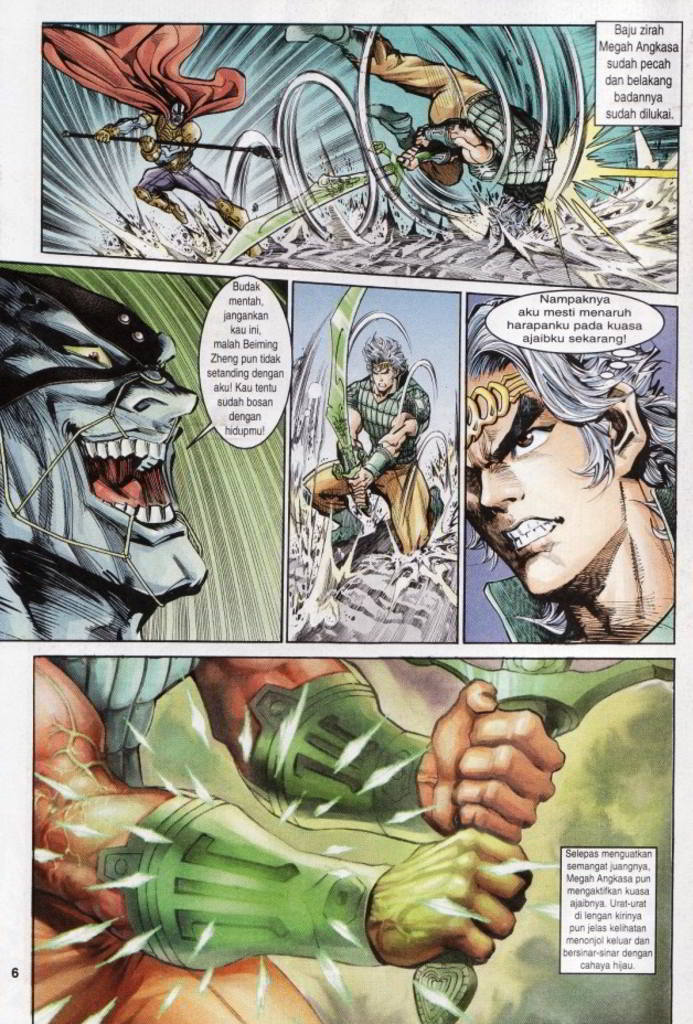 Baju zirah
Megah Angkasa
sudah pecah
dan belakang
badannya
sudah dilukai.
Budak
mentah,
jangankan
kau ini,
malah Beiming
Zheng pun tidak
setanding dengan
aku! Kau tentu
sudah bosan
dengan
hidupmu!
Nampaknya
aku mesti menaruh
harapanku pada kuasa
ajaibku sekarang!
Selepas menguatkan
semangat juangnya,
Megah Angkasa pun
mengaktifkan kuasa
ajaibnya. Urat-urat
di lengan kirinya
pun jelas kelihatan
menonjol keluar dan
bersinar-sinar dengan
cahaya hijau.
6